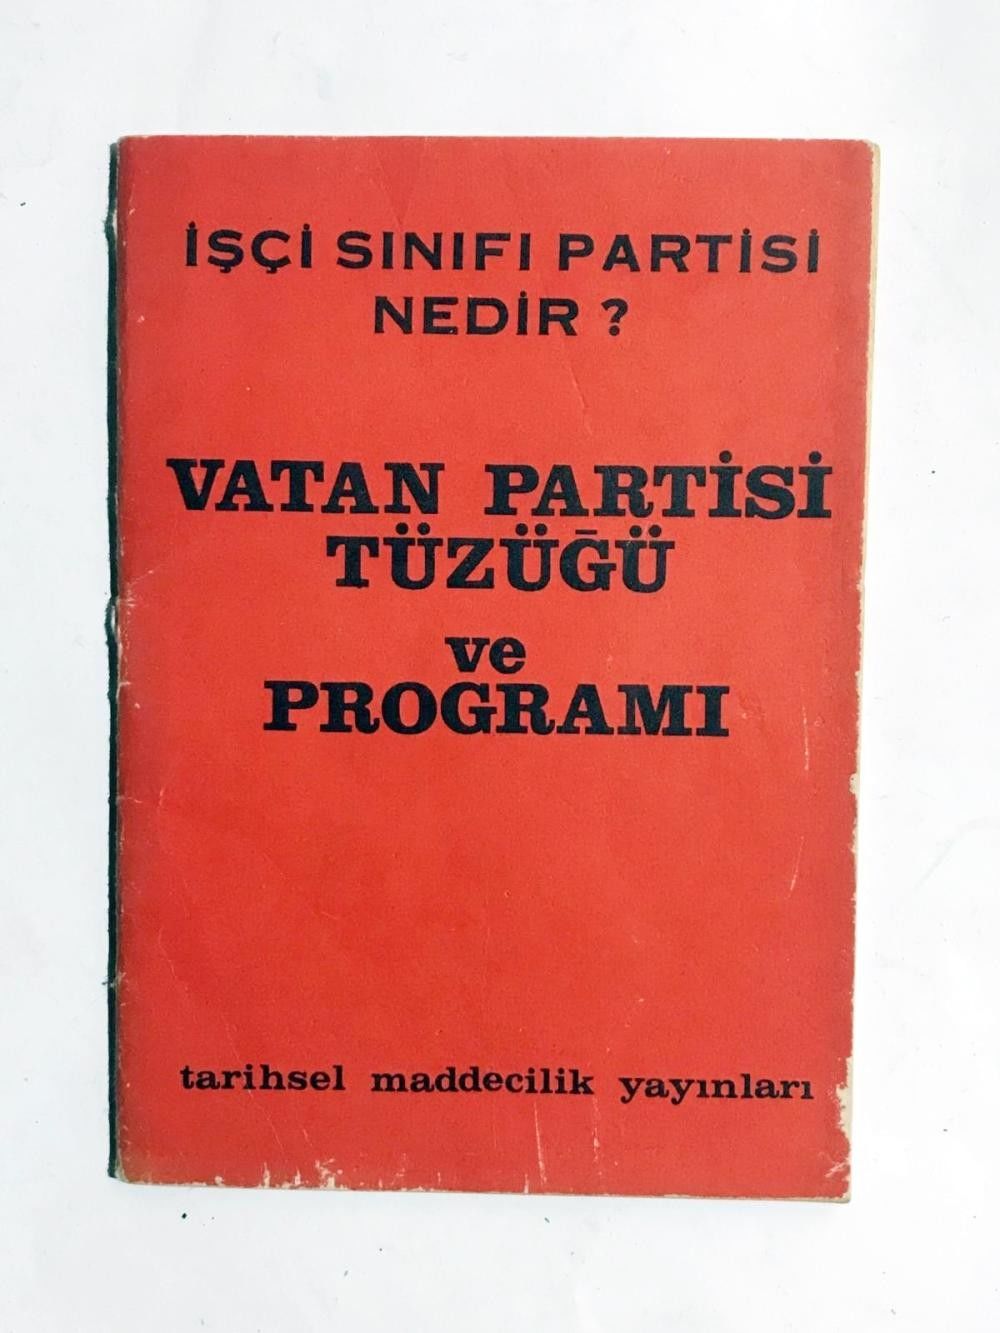 İŞÇİ SINIFI PARTİSİ
NEDİR ?
VATAN PARTİSİ
TÜZÜĞÜ
ve
PROGRAMI
tarihsel maddecilik yayınları